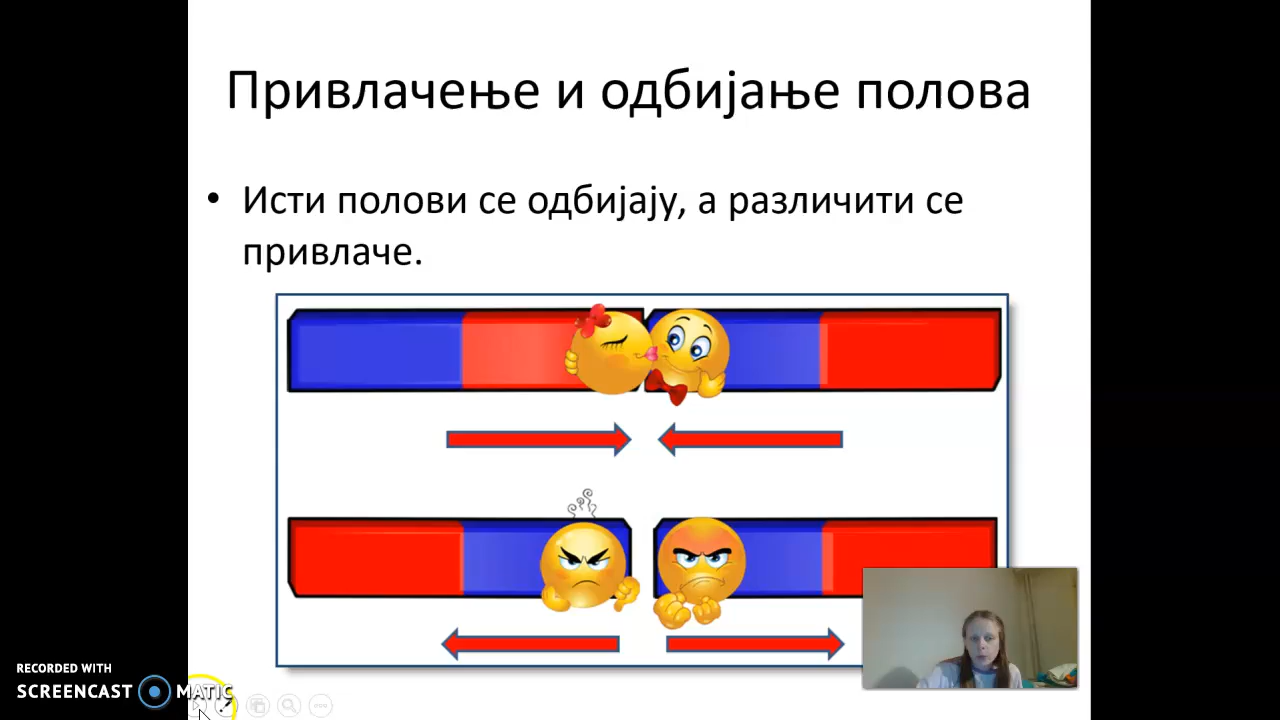 Привлачење и одбијање полова
• Исти полови се одбијају, а различити се
привлаче.
RECORDED WITH
SCREENCAST MATIC